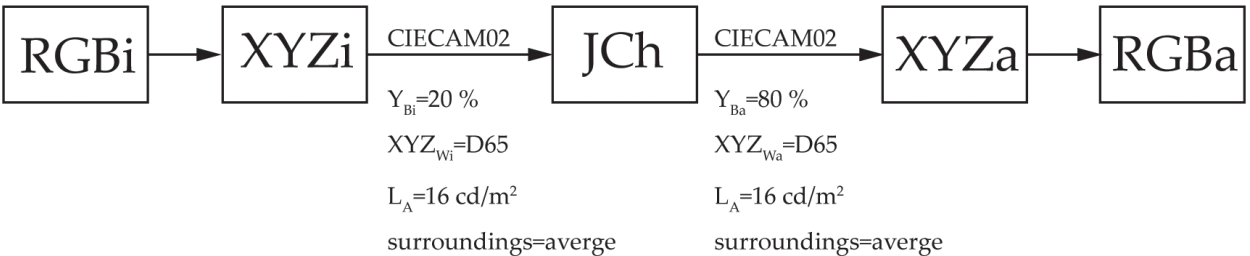 RGBi
XYZi
CIECAM02
JCh
CIECAM02
XYZa
RGBa
Y_Bi=20 %
XYZ_Wi=D65
L_A=16 cd/m²
surroundings=averge
Y_Ba=80 %
XYZ_Wa=D65
L_A=16 cd/m²
surroundings=averge